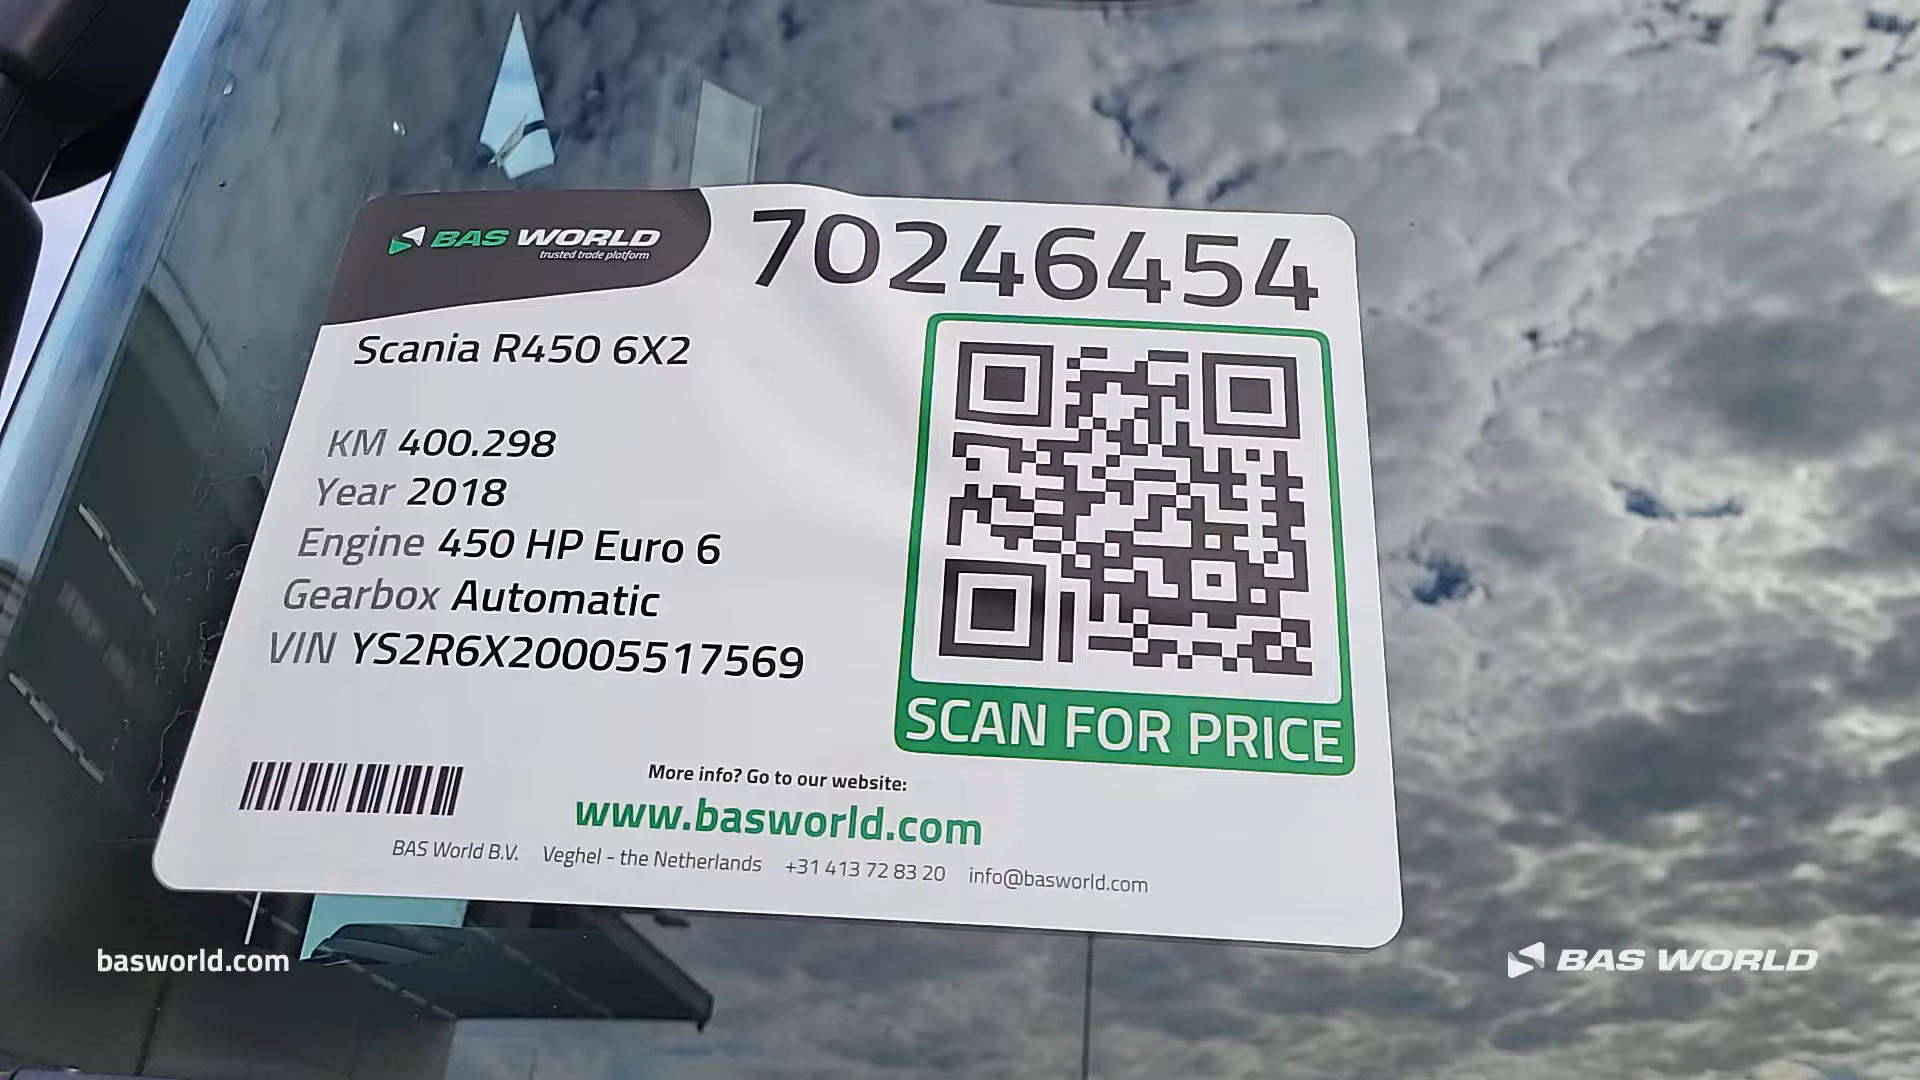 BAS WORLD
trusted trade platform
70246454
Scania R450 6X2
KM 400.298
Year 2018
Engine 450 HP Euro 6
Gearbox Automatic
VIN YS2R6X20005517569
SCAN FOR PRICE
More info? Go to our website:
www.basworld.com
BAS World B.V. Veghel - the Netherlands +31 413 72 83 20 info@basworld.com
basworld.com
BAS WORLD